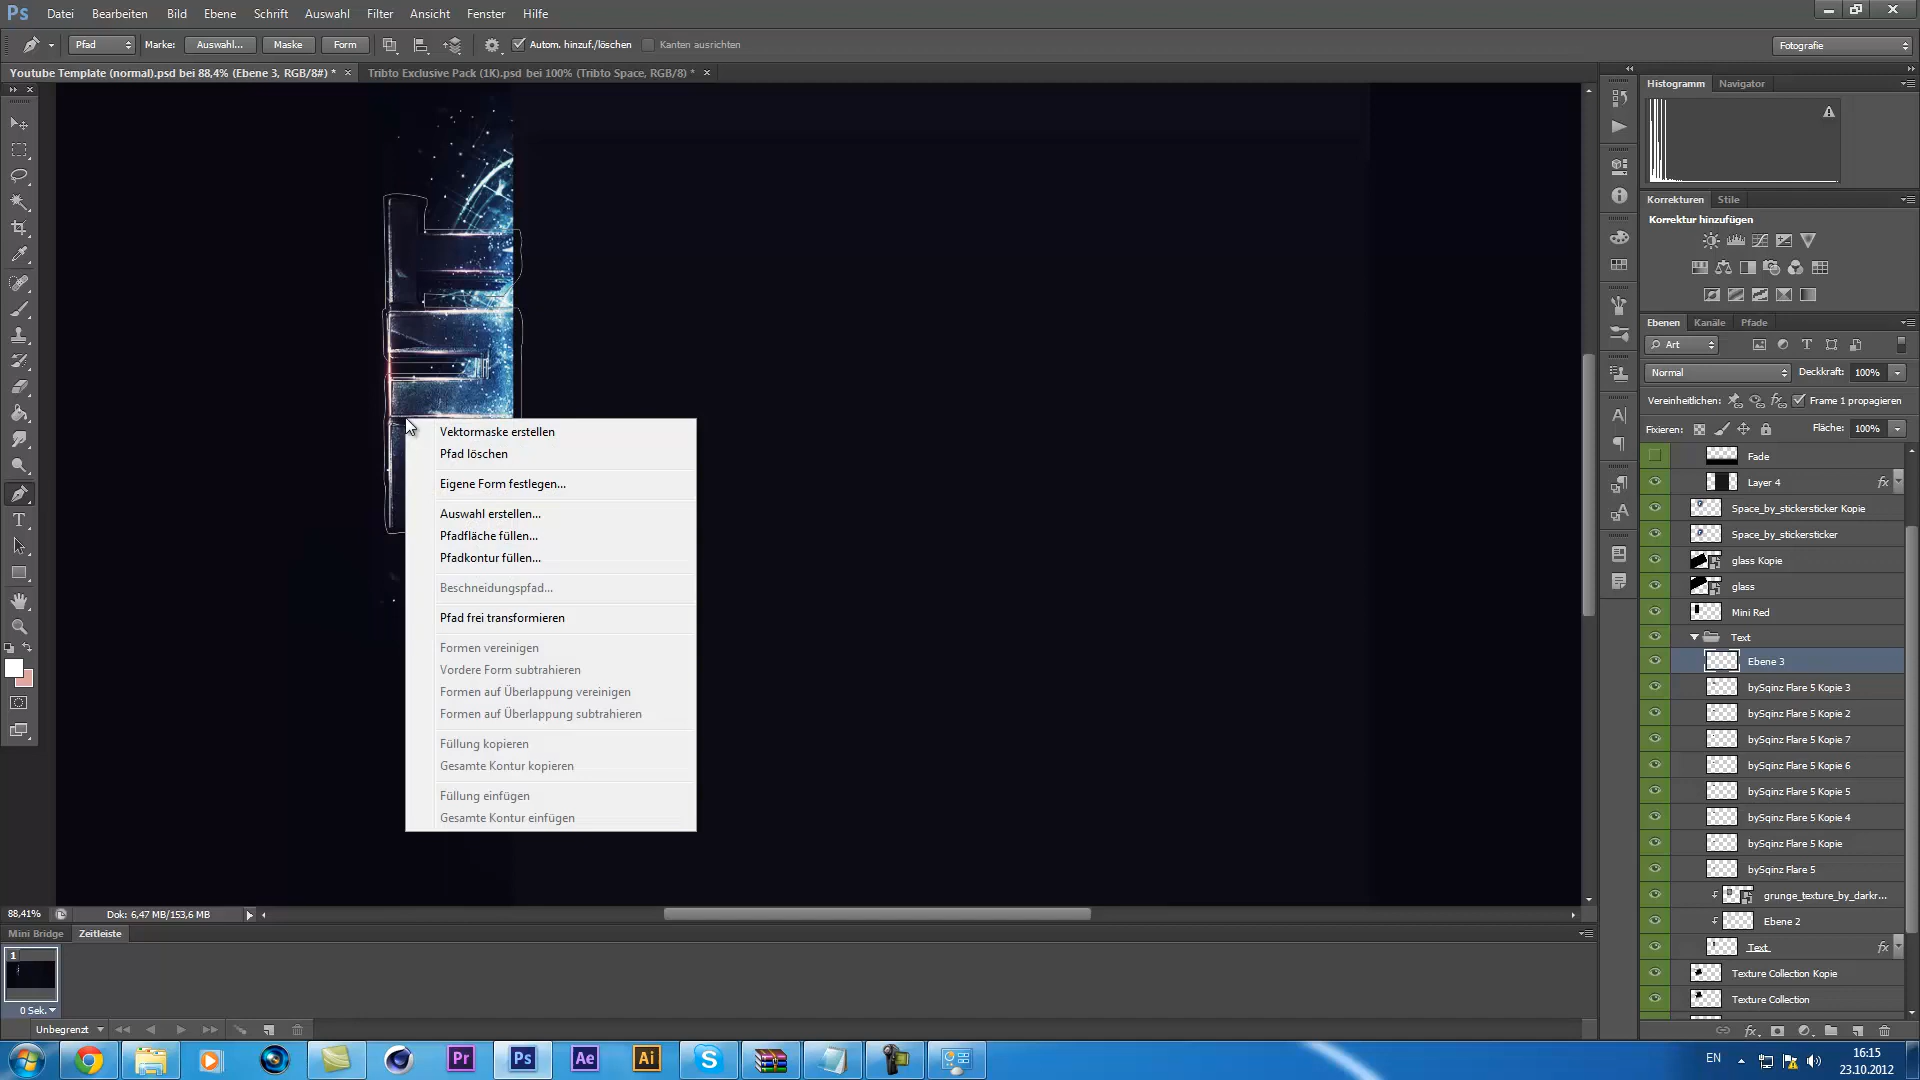 Ps Datei Bearbeiten Bild Ebene Schrift Auswahl Filter Ansicht Fenster Hilfe
Pfad Marke: Auswahl... Maske Form Autom. hinzuf./löschen Kanten ausrichten Fotografie
Youtube Template (normal).psd bei 88,4% (Ebene 3, RGB/8#) * × Tribto Exclusive Pack (1K).psd bei 100% (Tribto Space, RGB/8) * ×
Histogramm Navigator
Korrekturen Stile
Korrektur hinzufügen
Ebenen Kanäle Pfade
Art
Normal Deckkraft: 100%
Vereinheitlichen: Frame 1 propagieren
Fixieren: Fläche: 100%
Fade
Layer 4 fx
Space_by_stickersticker Kopie
Space_by_stickersticker
glass Kopie
glass
Mini Red
Text
Ebene 3
bySqinz Flare 5 Kopie 3
bySqinz Flare 5 Kopie 2
bySqinz Flare 5 Kopie 7
bySqinz Flare 5 Kopie 6
bySqinz Flare 5 Kopie 5
bySqinz Flare 5 Kopie 4
bySqinz Flare 5 Kopie
bySqinz Flare 5
grunge_texture_by_darkr...
Ebene 2
Text fx
Texture Collection Kopie
Texture Collection
Vektormaske erstellen
Pfad löschen
Eigene Form festlegen...
Auswahl erstellen...
Pfadfläche füllen...
Pfadkontur füllen...
Beschneidungspfad...
Pfad frei transformieren
Formen vereinigen
Vordere Form subtrahieren
Formen auf Überlappung vereinigen
Formen auf Überlappung subtrahieren
Füllung kopieren
Gesamte Kontur kopieren
Füllung einfügen
Gesamte Kontur einfügen
88,41% Dok: 6,47 MB/153,6 MB
Mini Bridge Zeitleiste
1
0 Sek.
Unbegrenzt
Pr Ps Ae Ai
EN 16:15
23.10.2012